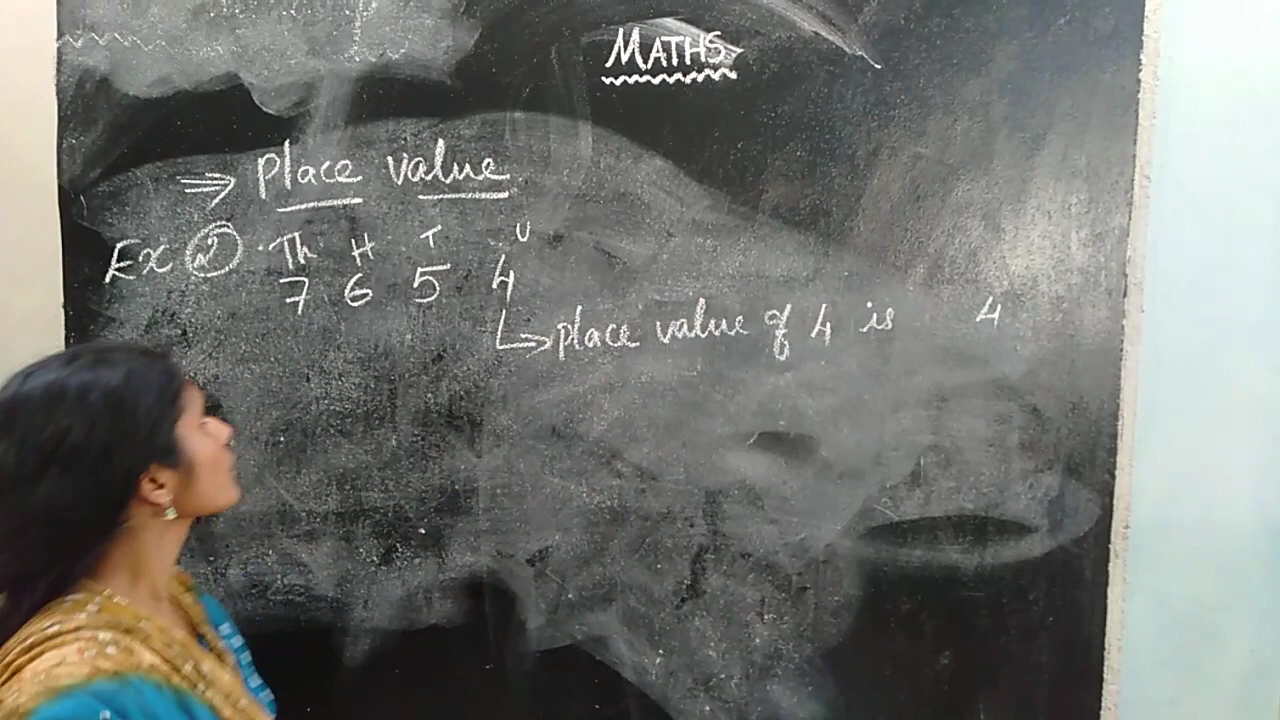 MATHS
⇒ Place value
Ex ② Th H T U
7 6 5 4
↳> place value of 4 is 4